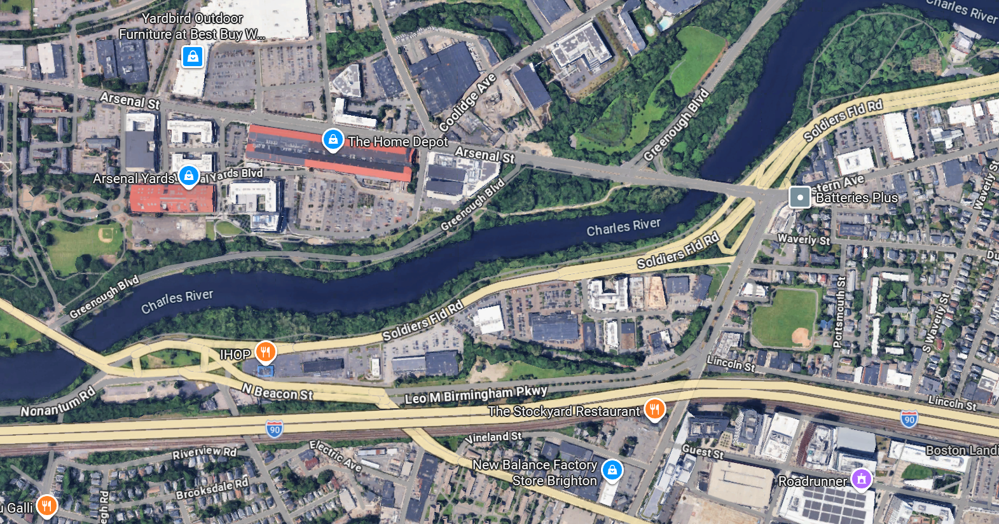 Charles River
Yardbird Outdoor
Furniture at Best Buy W...
Arsenal St
Coolidge Ave
Soldiers Fld Rd
Greenough Blvd
The Home Depot
Arsenal St
Arsenal Yards
Yards Blvd
Western Ave
Batteries Plus
Waverly St
Greenough Blvd
Charles River
Waverly St
Soldiers Fld Rd
Greenough Blvd
Charles River
Portsmouth St
S Waverly St
Soldiers Fld Rd
IHOP
Lincoln St
N Beacon St
Leo M Birmingham Pkwy
Nonantum Rd
Lincoln St
The Stockyard Restaurant
90
90
Vineland St
Electric Ave
Riverview Rd
Guest St
Boston Landi
New Balance Factory
Store Brighton
Roadrunner
Brooksdale Rd
Galli